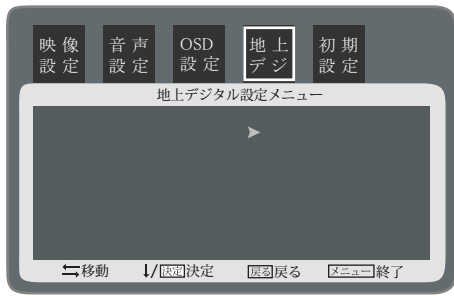 映像 音声 OSD 地上 初期
設定 設定 設定 デジ 設定
地上デジタル設定メニュー
移動 /決定決定 戻る戻る メニュー終了